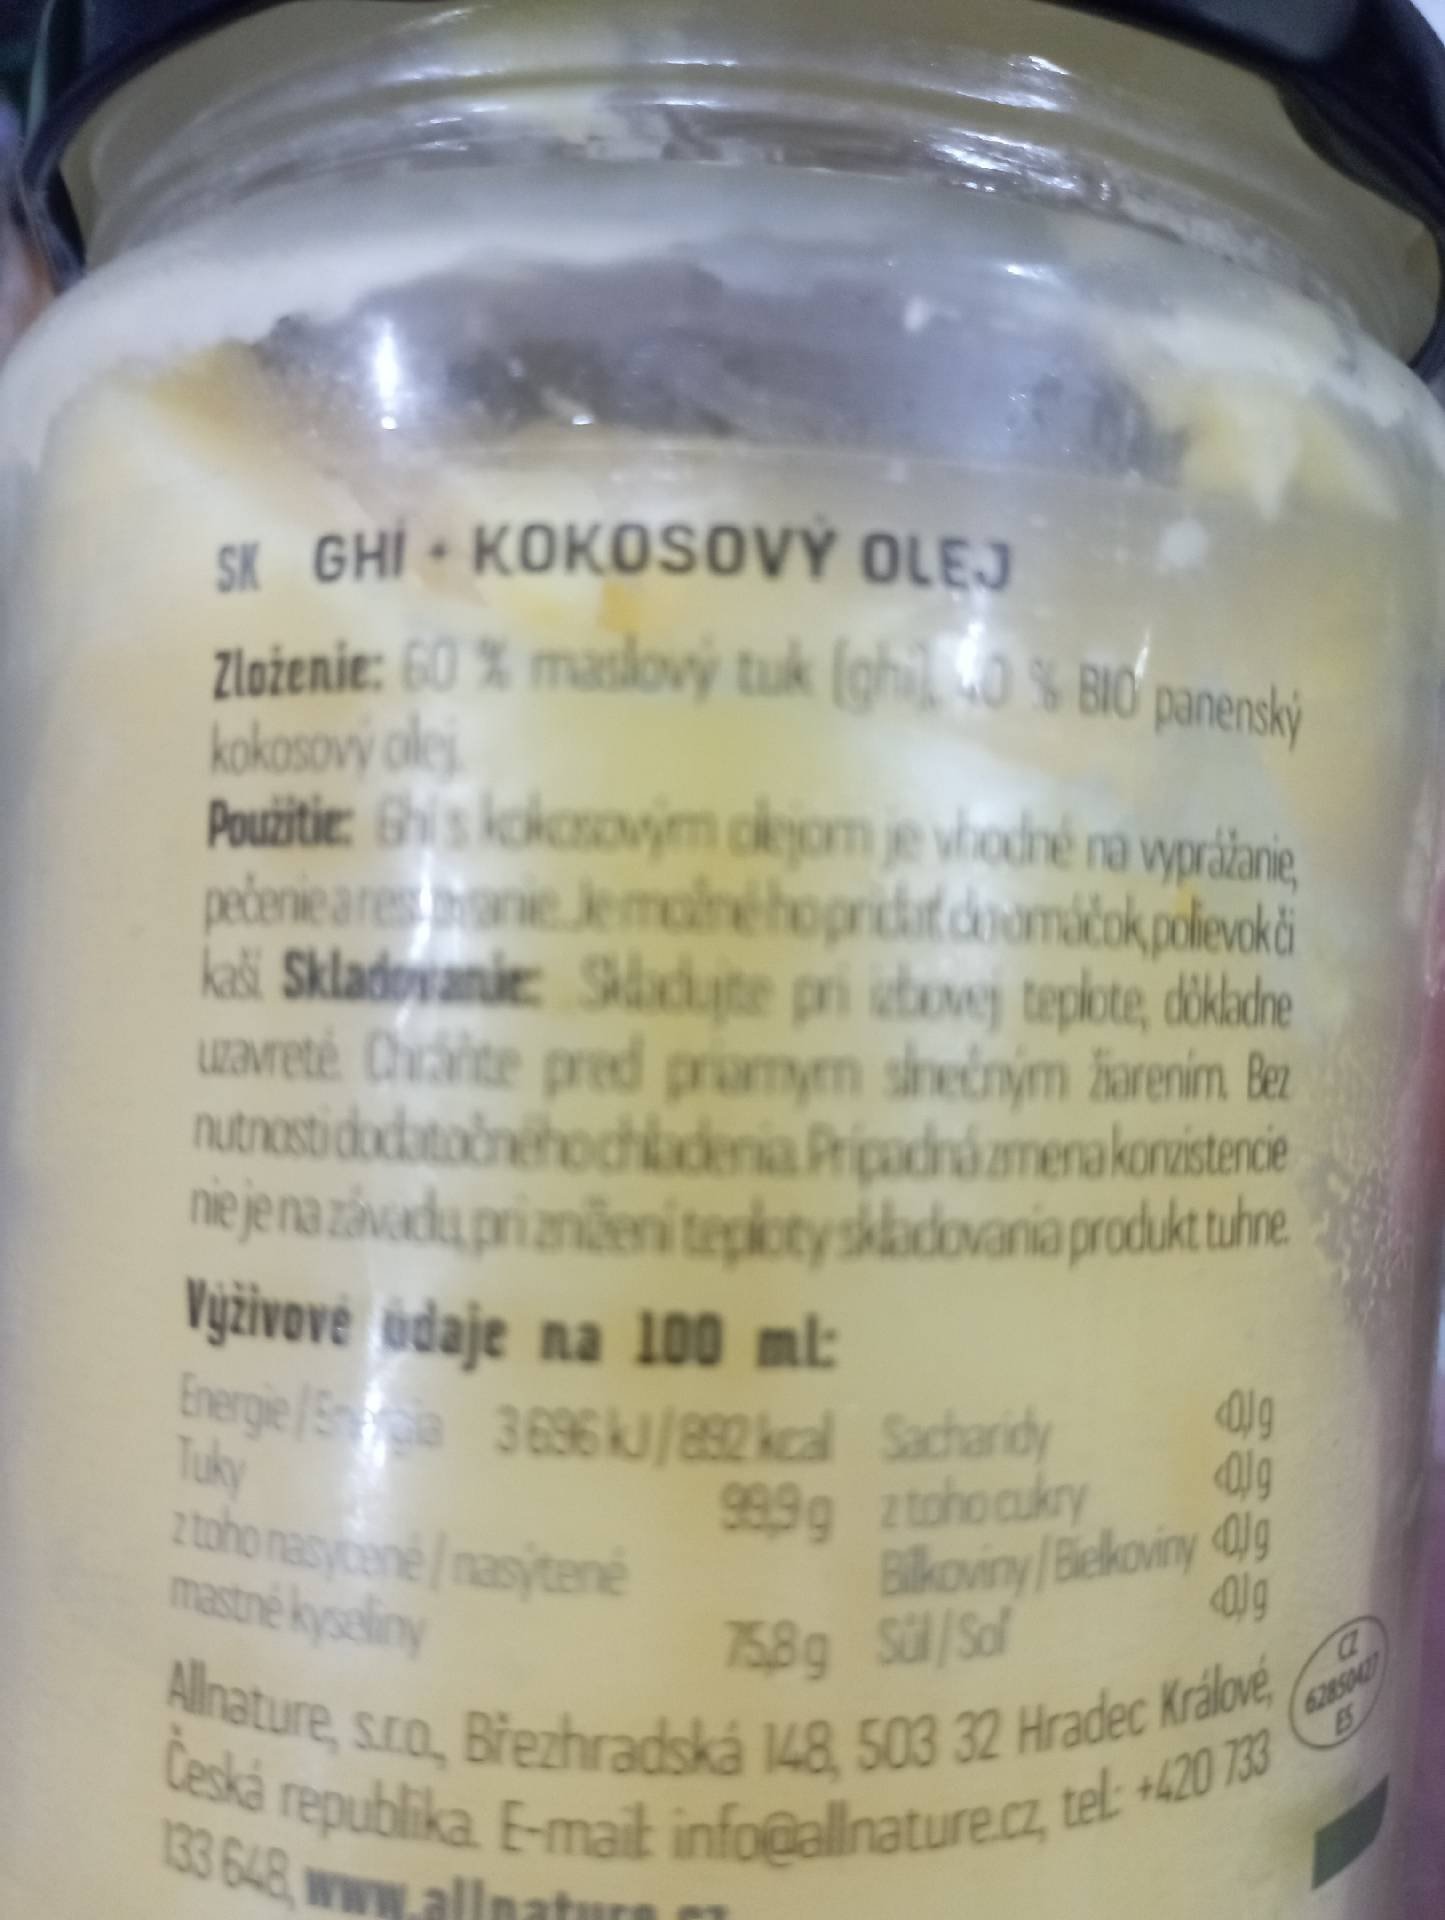 SK GHÍ + KOKOSOVÝ OLEJ
Zloženie: 60 % maslový tuk (ghí), 40 % BIO panenský
kokosový olej.
Použitie: Ghí s kokosovým olejom je vhodné na vyprážanie,
pečenie a restovanie. Je možné ho pridať do omáčok, polievok či
kaší. Skladovanie: Skladujte pri izbovej teplote, dôkladne
uzavreté. Chráňte pred priamym slnečným žiarením. Bez
nutnosti dodatočného chladenia. Prípadná zmena konzistencie
nie je na závadu, pri znížení teploty skladovania produkt tuhne.
Výživové údaje na 100 ml:
Energie / Energia 3 696 kJ / 892 kcal Sacharidy <0,1 g
Tuky 99,9 g z toho cukry <0,1 g
z toho nasycené / nasýtené Bílkoviny / Bielkoviny <0,1 g
mastné kyseliny 75,8 g Sůl / Soľ <0,1 g
Allnature, s.r.o., Březhradská 148, 503 32 Hradec Králové,
Česká republika. E-mail: info@allnature.cz, tel.: +420 733
133 648, www.allnature.cz
CZ
62850427
ES